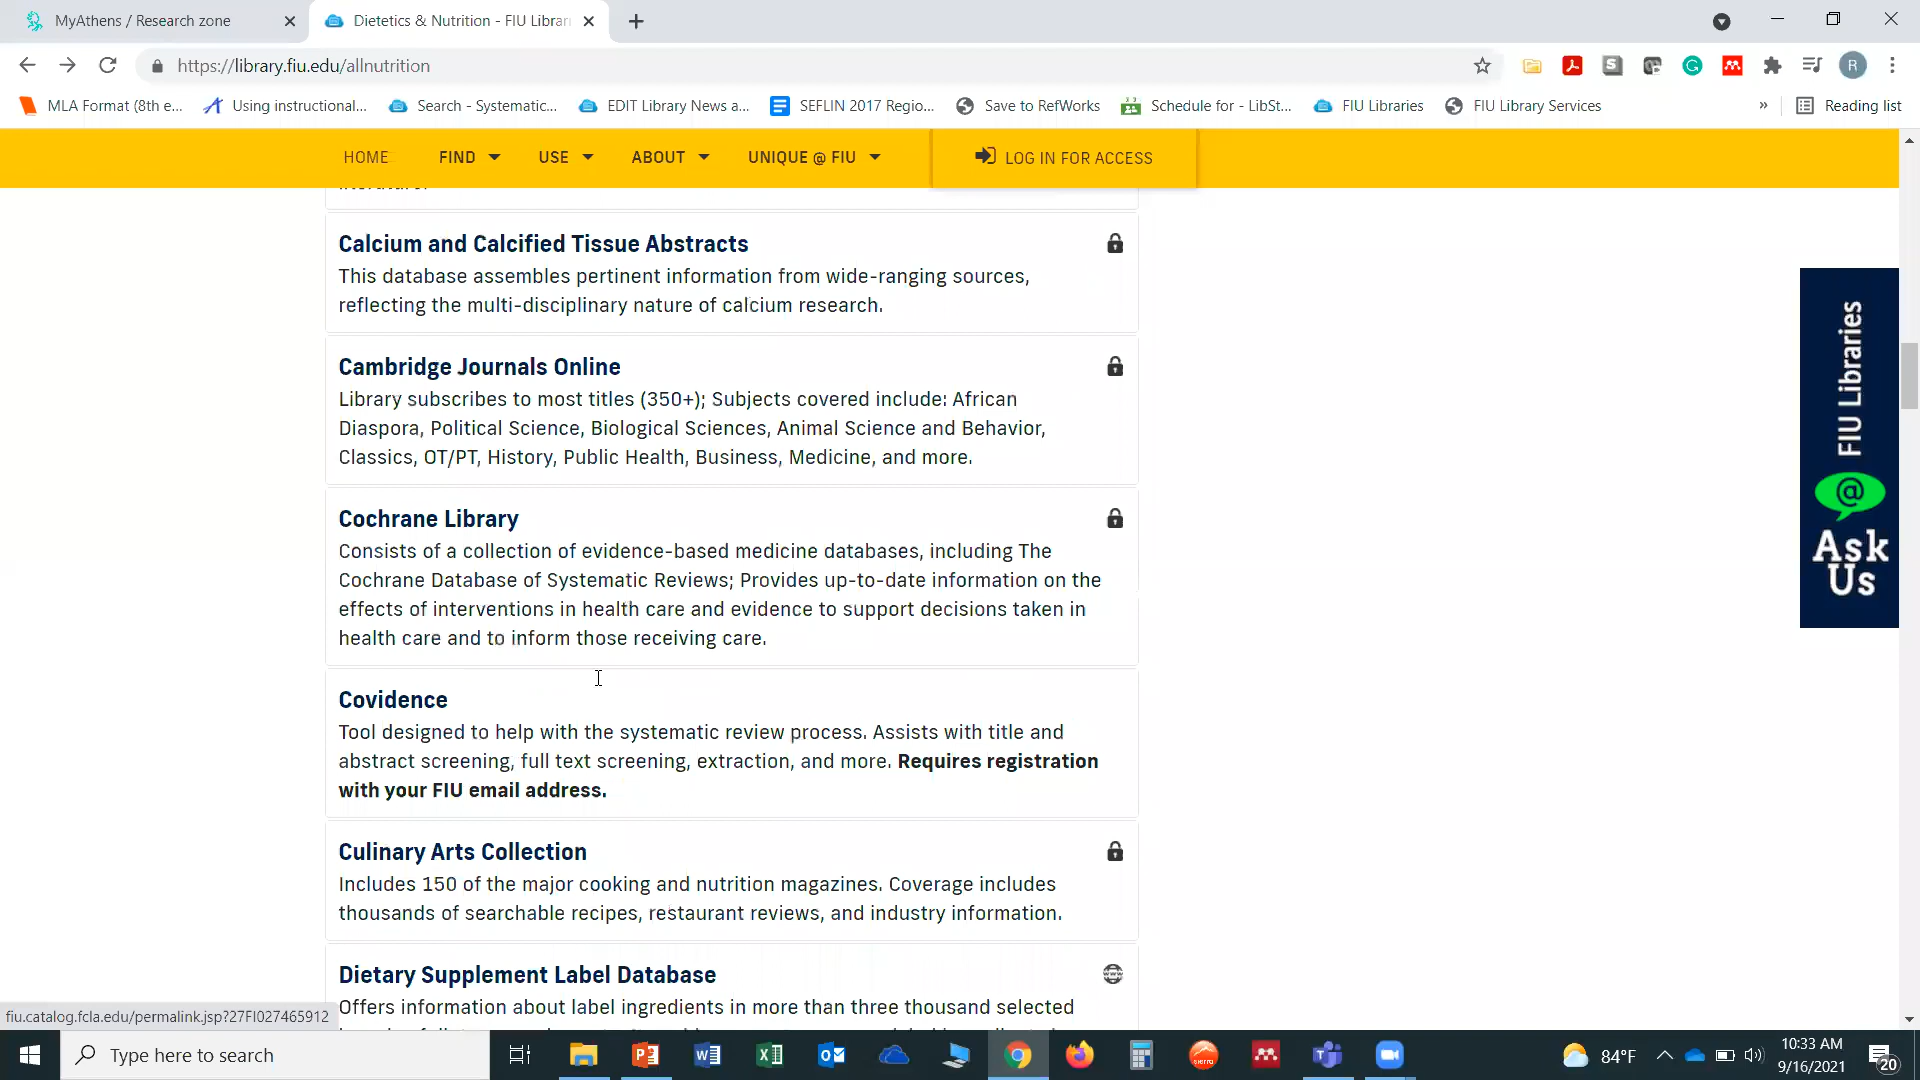 MyAthens / Research zone
Dietetics & Nutrition - FIU Librar
https://library.fiu.edu/allnutrition
R
MLA Format (8th e...
Using instructional...
Search - Systematic...
EDIT Library News a...
SEFLIN 2017 Regio...
Save to RefWorks
Schedule for - LibSt...
FIU Libraries
FIU Library Services
»
Reading list
HOME
FIND
USE
ABOUT
UNIQUE @ FIU
LOG IN FOR ACCESS
Calcium and Calcified Tissue Abstracts
This database assembles pertinent information from wide-ranging sources,
reflecting the multi-disciplinary nature of calcium research.
Cambridge Journals Online
Library subscribes to most titles (350+); Subjects covered include: African
Diaspora, Political Science, Biological Sciences, Animal Science and Behavior,
Classics, OT/PT, History, Public Health, Business, Medicine, and more.
Cochrane Library
Consists of a collection of evidence-based medicine databases, including The
Cochrane Database of Systematic Reviews; Provides up-to-date information on the
effects of interventions in health care and evidence to support decisions taken in
health care and to inform those receiving care.
Covidence
Tool designed to help with the systematic review process. Assists with title and
abstract screening, full text screening, extraction, and more. Requires registration
with your FIU email address.
Culinary Arts Collection
Includes 150 of the major cooking and nutrition magazines. Coverage includes
thousands of searchable recipes, restaurant reviews, and industry information.
Dietary Supplement Label Database
Offers information about label ingredients in more than three thousand selected
FIU Libraries
@
Ask
Us
fiu.catalog.fcla.edu/permalink.jsp?27FI027465912
Type here to search
84°F
10:33 AM
9/16/2021
20